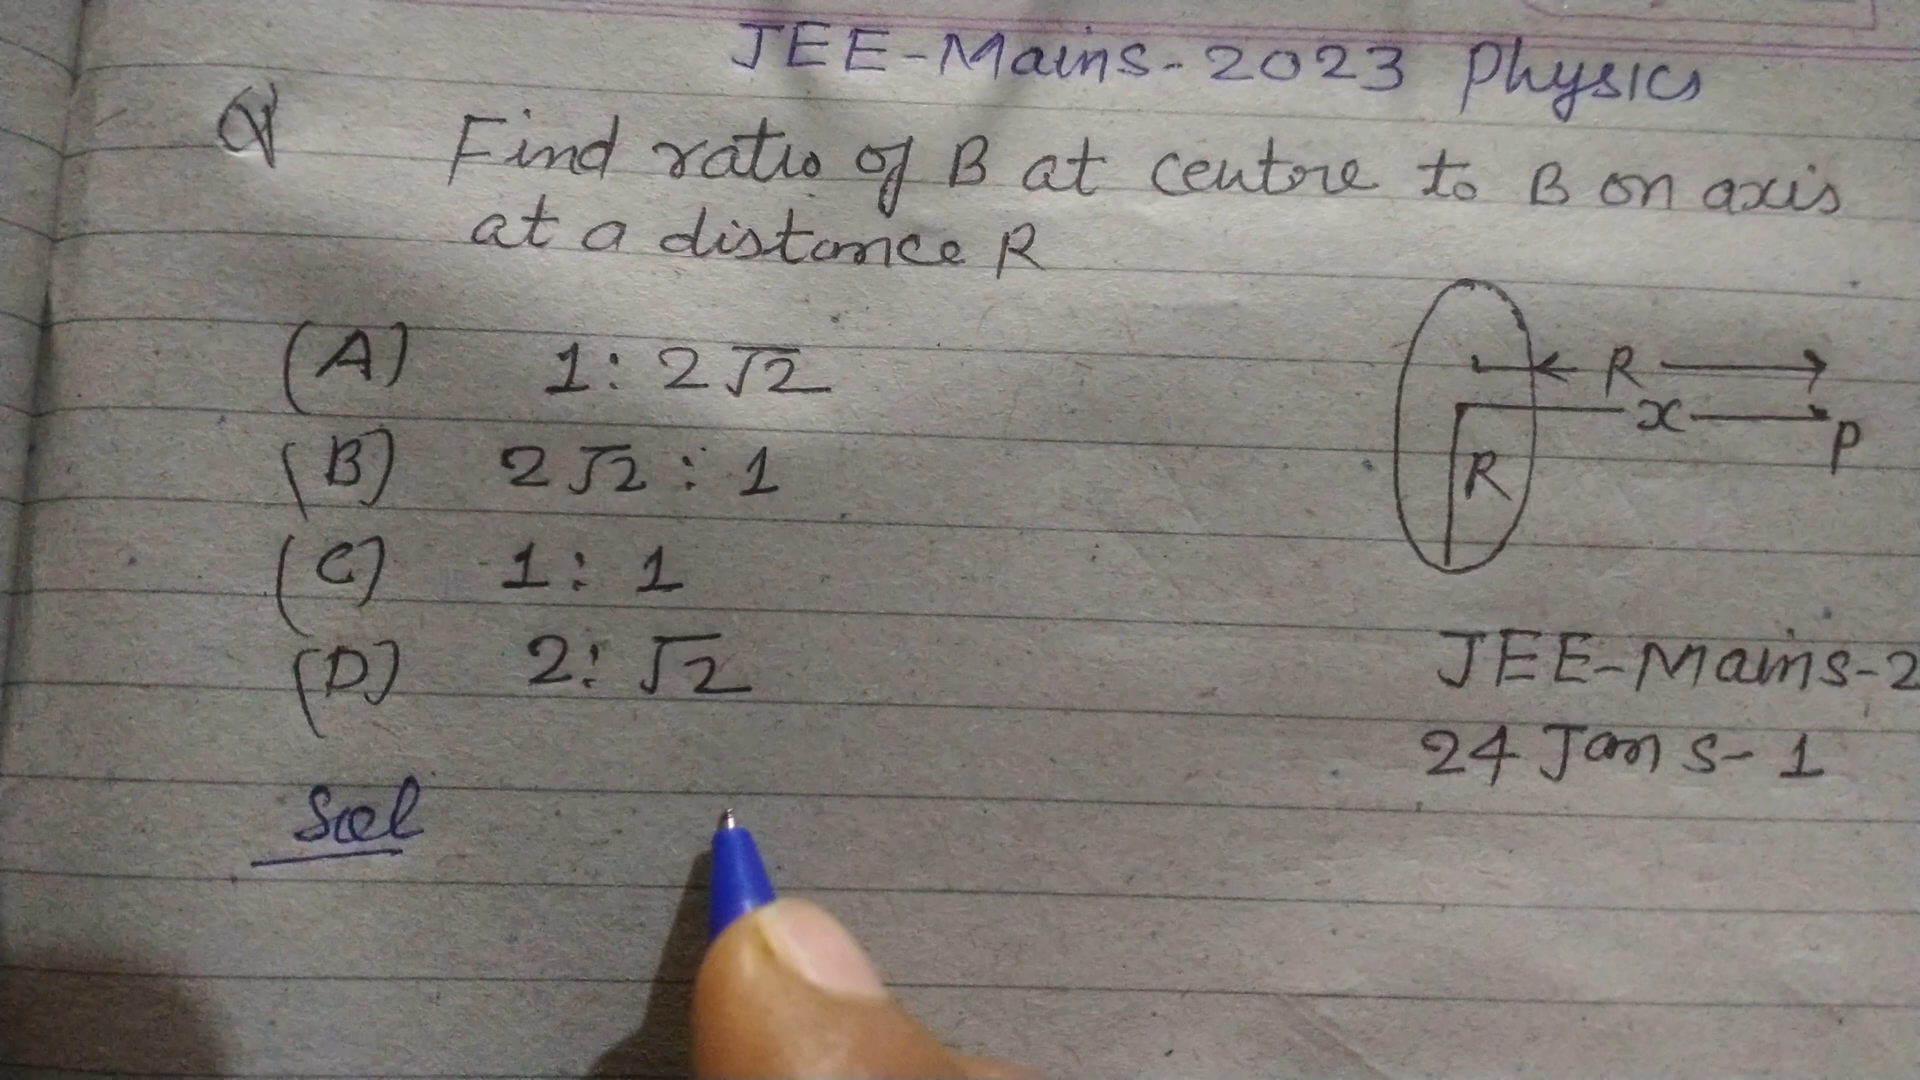 JEE-Mains-2023 Physics
Q Find ratio of B at centre to B on axis
at a distance R
(A) 1: 2√2
(B) 2√2 : 1
(C) 1: 1
(D) 2: √2
R
x
P
R
JEE-Mains-2
24 Jan S-1
Sol